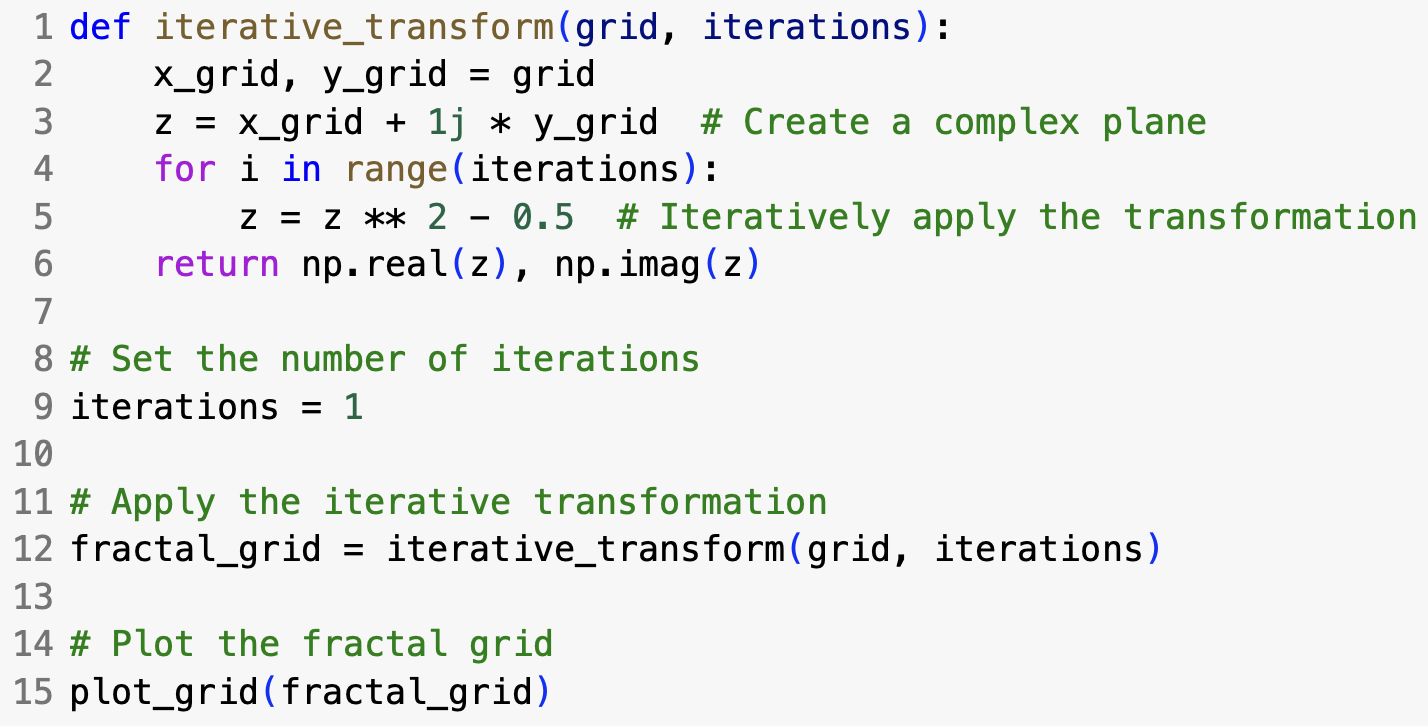 1 def iterative_transform(grid, iterations):
2     x_grid, y_grid = grid
3     z = x_grid + 1j * y_grid  # Create a complex plane
4     for i in range(iterations):
5         z = z ** 2 - 0.5  # Iteratively apply the transformation
6     return np.real(z), np.imag(z)
7
8 # Set the number of iterations
9 iterations = 1
10
11 # Apply the iterative transformation
12 fractal_grid = iterative_transform(grid, iterations)
13
14 # Plot the fractal grid
15 plot_grid(fractal_grid)